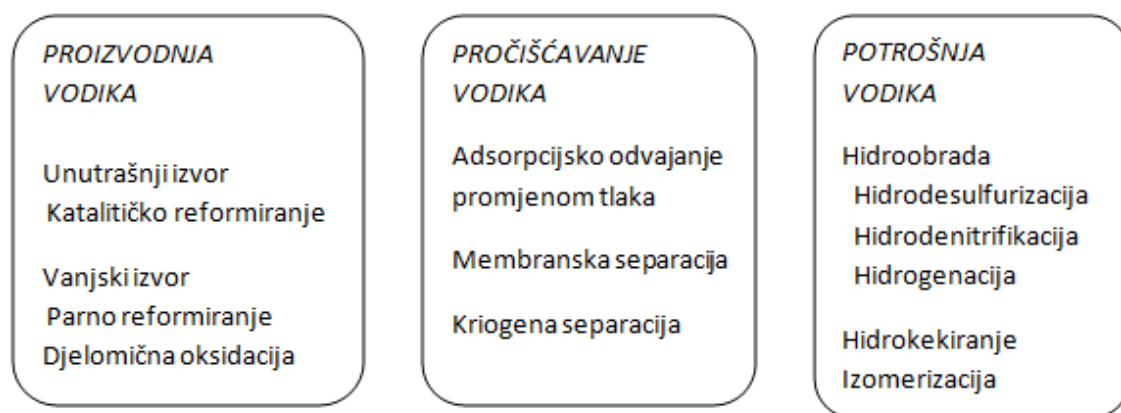 PROIZVODNJA
VODIKA
Unutrašnji izvor
Katalitičko reformiranje
Vanjski izvor
Parno reformiranje
Djelomična oksidacija
PROČIŠĆAVANJE
VODIKA
Adsorpcijsko odvajanje
promjenom tlaka
Membranska separacija
Kriogena separacija
POTROŠNJA
VODIKA
Hidroobrada
Hidrodesulfurizacija
Hidrodenitrifikacija
Hidrogenacija
Hidrokekiranje
Izomerizacija